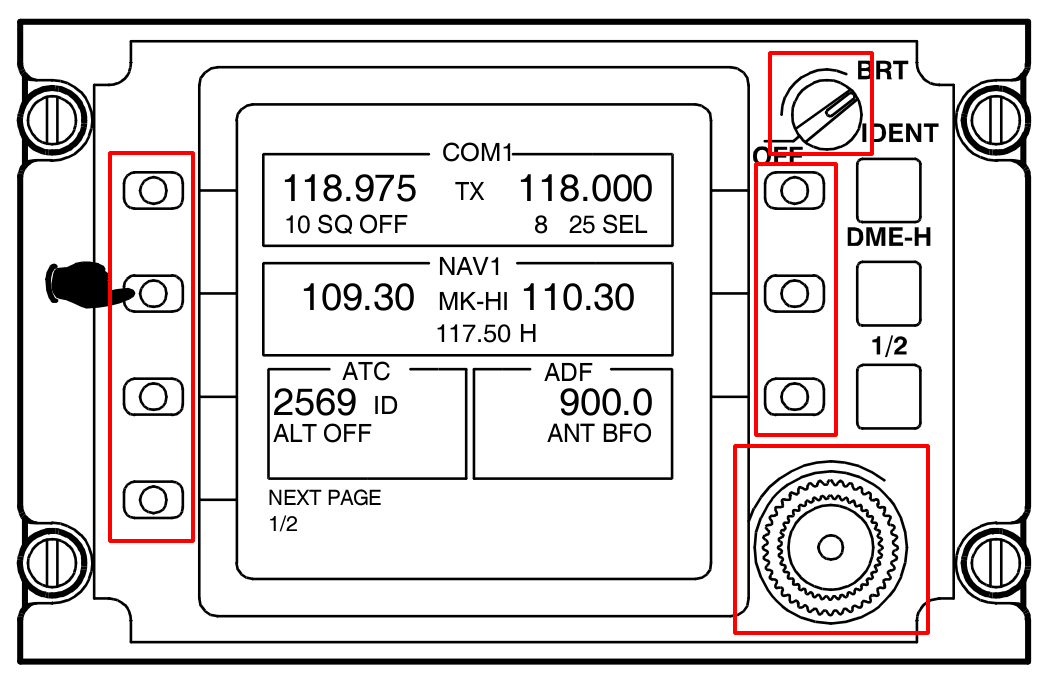 BRT
OFF
IDENT
COM1
118.975 TX 118.000
10 SQ OFF 8 25 SEL
DME-H
NAV1
109.30 MK-HI 110.30
117.50 H
1/2
ATC
2569 ID
ALT OFF
ADF
900.0
ANT BFO
NEXT PAGE
1/2